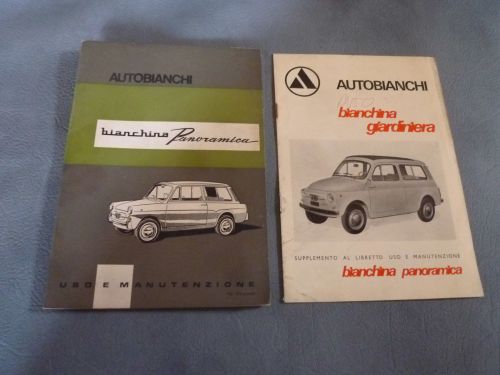 AUTOBIANCHI
bianchina Panoramica
USO E MANUTENZIONE
AUTOBIANCHI
bianchina
giardiniera
SUPPLEMENTO AL LIBRETTO USO E MANUTENZIONE
bianchina panoramica